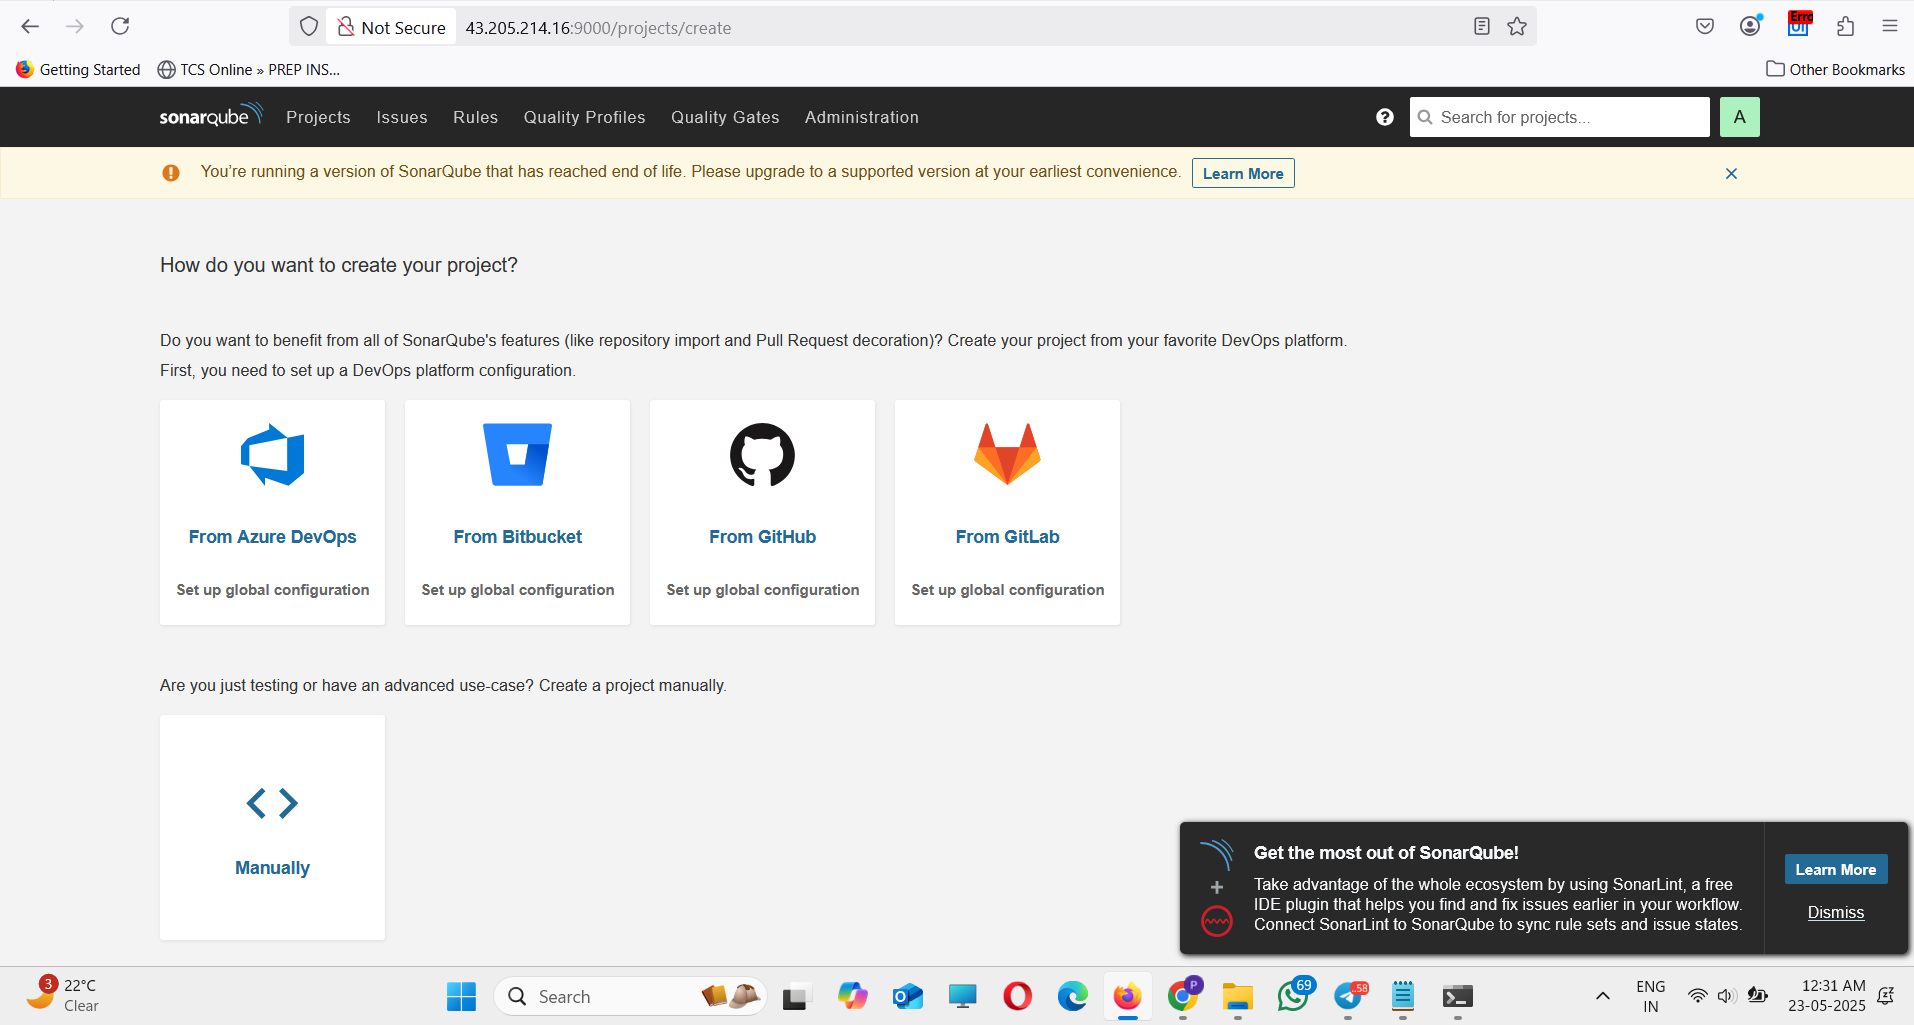 Not Secure 43.205.214.16:9000/projects/create
Getting Started TCS Online » PREP INS... Other Bookmarks
sonarqube Projects Issues Rules Quality Profiles Quality Gates Administration ? Search for projects... A
You're running a version of SonarQube that has reached end of life. Please upgrade to a supported version at your earliest convenience. Learn More
How do you want to create your project?
Do you want to benefit from all of SonarQube's features (like repository import and Pull Request decoration)? Create your project from your favorite DevOps platform.
First, you need to set up a DevOps platform configuration.
From Azure DevOps From Bitbucket From GitHub From GitLab
Set up global configuration Set up global configuration Set up global configuration Set up global configuration
Are you just testing or have an advanced use-case? Create a project manually.
Manually
Get the most out of SonarQube!
Take advantage of the whole ecosystem by using SonarLint, a free
IDE plugin that helps you find and fix issues earlier in your workflow.
Connect SonarLint to SonarQube to sync rule sets and issue states.
Learn More
Dismiss
3 22°C
Clear
Search
P 69 ..58
ENG
IN
12:31 AM
23-05-2025